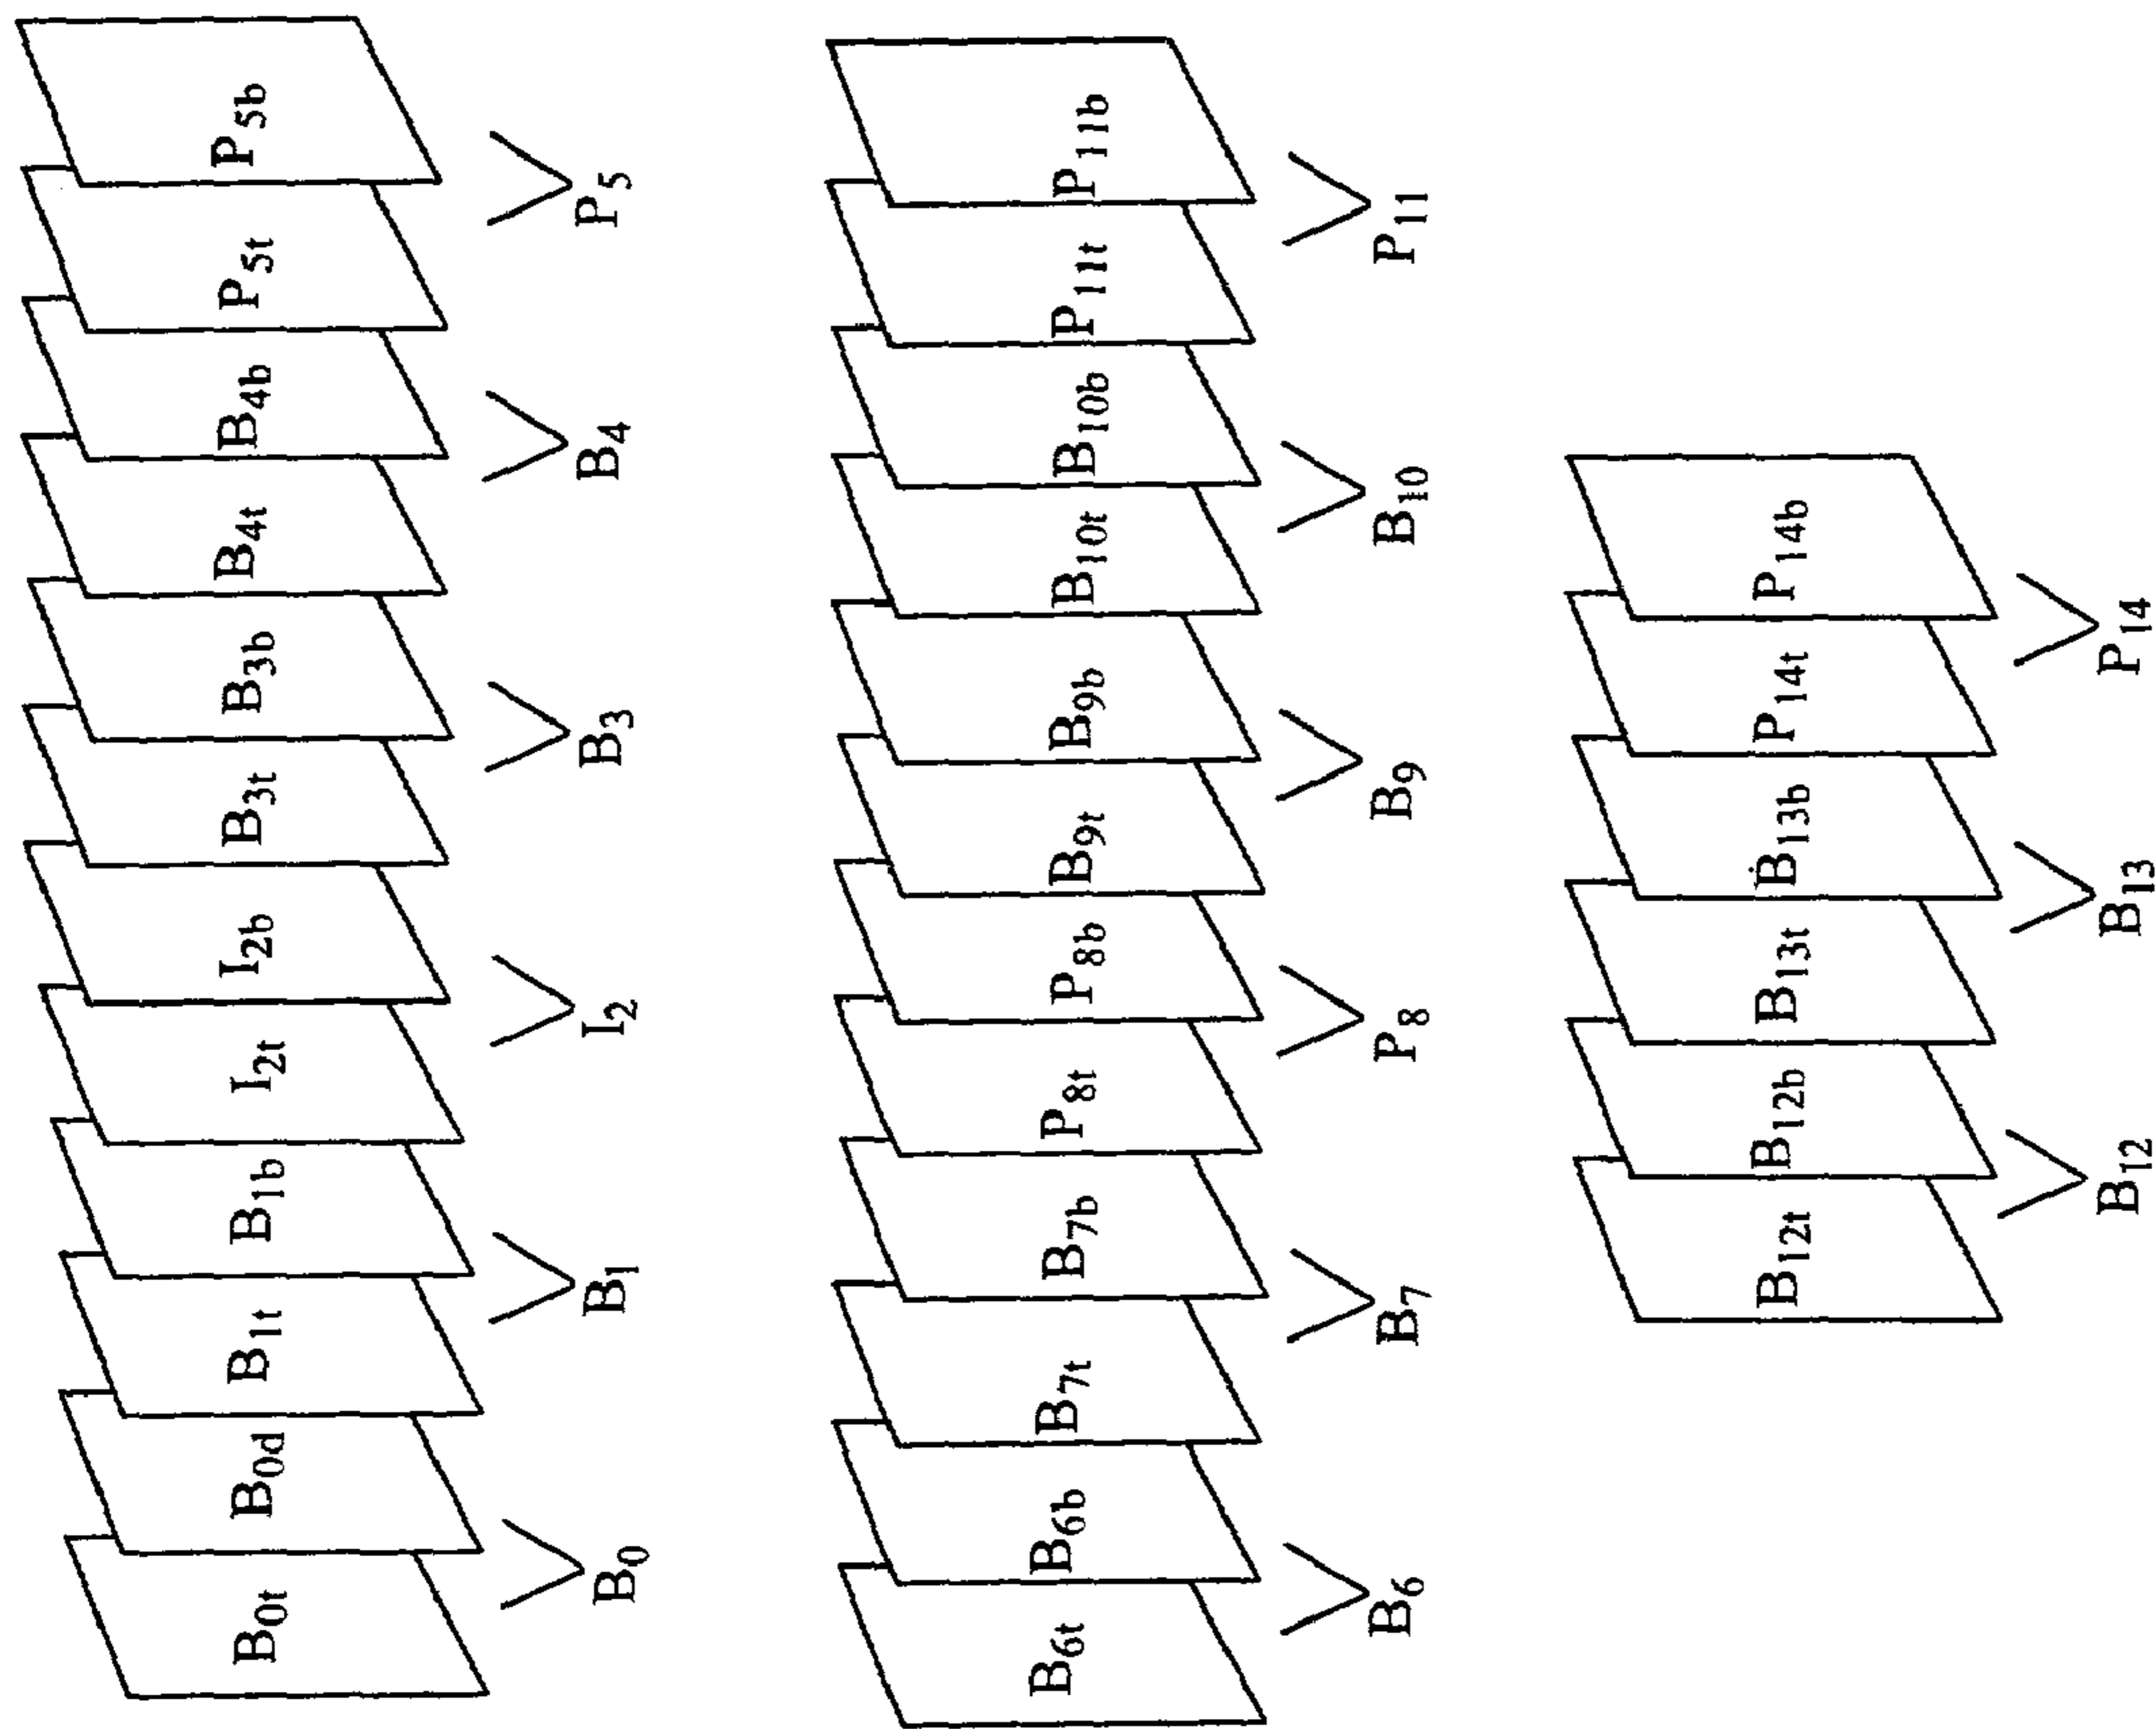 B0t B0d B1t B1b I2t I2b B3t B3b B4t B4b P5t P5b
B0 B1 I2 B3 B4 P5
B6t B6b B7t B7b P8t P8b B9t B9b B10t B10b P11t P11b
B6 B7 P8 B9 B10 P11
B12t B12b B13t B13b P14t P14b
B12 B13 P14